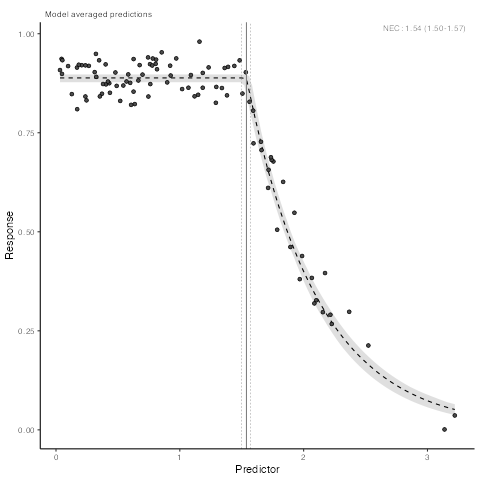 Model averaged predictions
NEC: 1.54 (1.50-1.57)
1.00
0.75
0.50
0.25
0.00
Response
0
1
2
3
Predictor